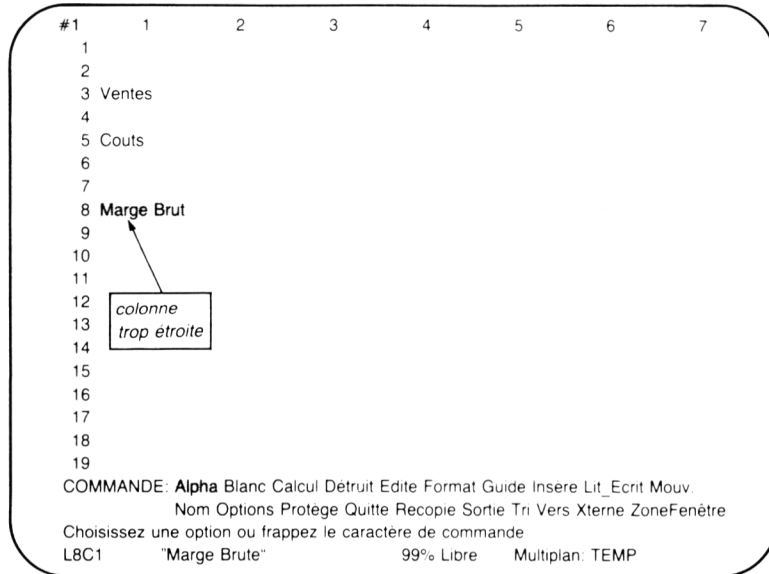 #1 1 2 3 4 5 6 7
1
2
3 Ventes
4
5 Couts
6
7
8 Marge Brut
9
10
11
12
13
14
colonne
trop étroite
15
16
17
18
19
COMMANDE: Alpha Blanc Calcul Détruit Edite Format Guide Insère Lit_Ecrit Mouv.
Nom Options Protège Quitte Recopie Sortie Tri Vers Xterne ZoneFenêtre
Choisissez une option ou frappez le caractère de commande
L8C1 "Marge Brute" 99% Libre Multiplan: TEMP